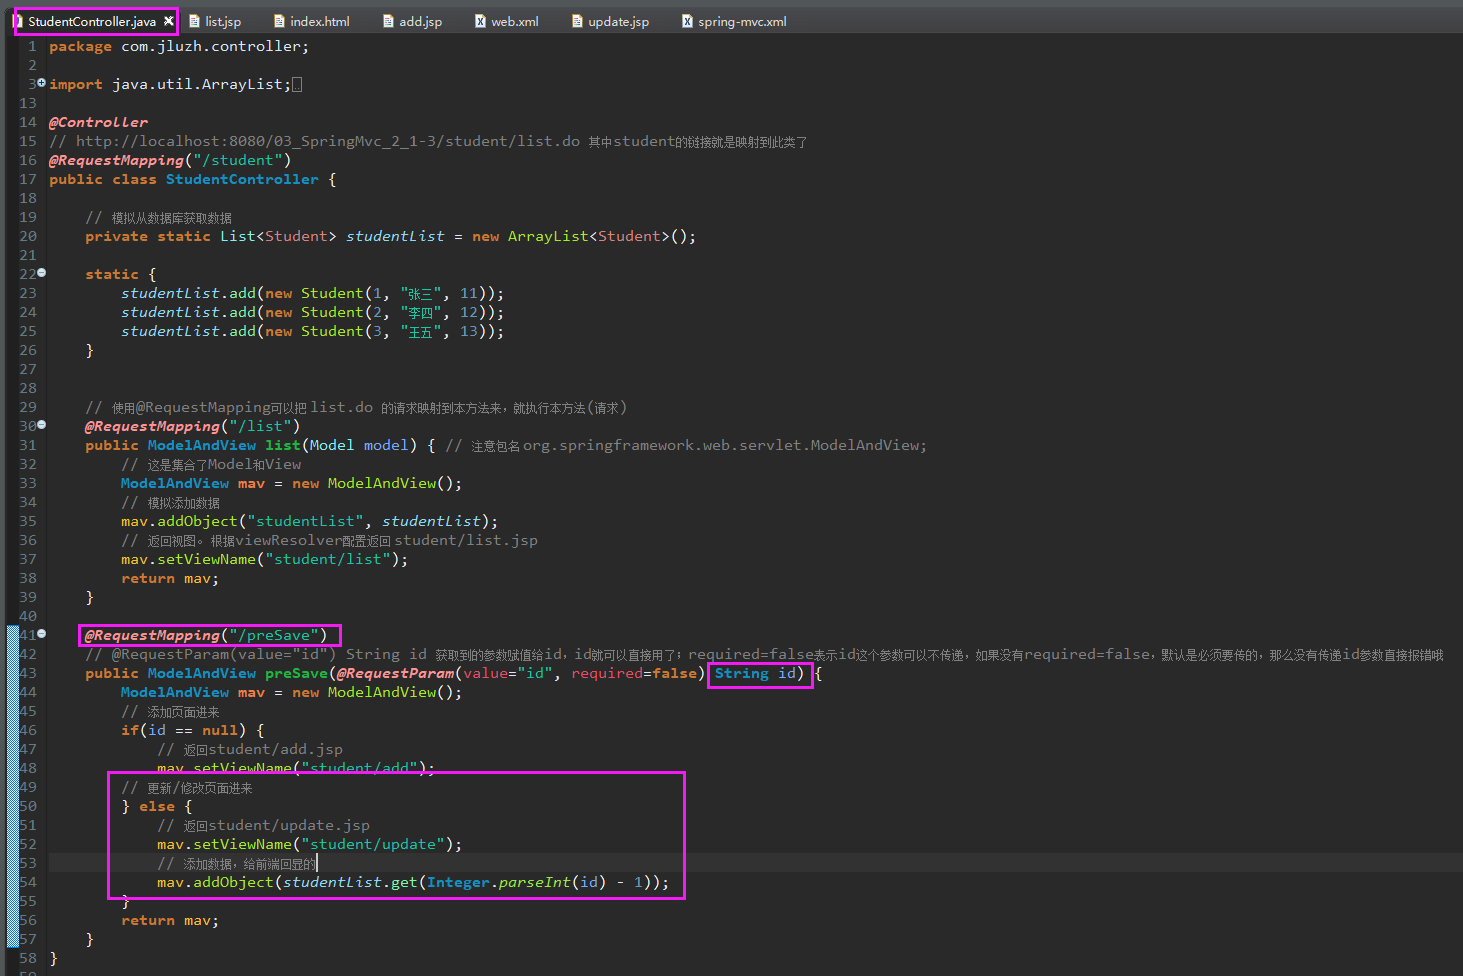 StudentController.java list.jsp index.html add.jsp web.xml update.jsp spring-mvc.xml
1 package com.jluzh.controller;
2
3 import java.util.ArrayList;
13
14 @Controller
15 // http://localhost:8080/03_SpringMvc_2_1-3/student/list.do 其中student的链接就是映射到此类了
16 @RequestMapping("/student")
17 public class StudentController {
18
19 // 模拟从数据库获取数据
20 private static List<Student> studentList = new ArrayList<Student>();
21
22 static {
23 studentList.add(new Student(1, "张三", 11));
24 studentList.add(new Student(2, "李四", 12));
25 studentList.add(new Student(3, "王五", 13));
26 }
27
28
29 // 使用@RequestMapping可以把 list.do 的请求映射到本方法来，就执行本方法(请求)
30 @RequestMapping("/list")
31 public ModelAndView list(Model model) { // 注意包名 org.springframework.web.servlet.ModelAndView;
32 // 这是集合了Model和View
33 ModelAndView mav = new ModelAndView();
34 // 模拟添加数据
35 mav.addObject("studentList", studentList);
36 // 返回视图。根据viewResolver配置返回 student/list.jsp
37 mav.setViewName("student/list");
38 return mav;
39 }
40
41 @RequestMapping("/preSave")
42 // @RequestParam(value="id") String id 获取到的参数赋值给id，id就可以直接用了；required=false表示id这个参数可以不传递，如果没有required=false，默认是必须要传的，那么没有传递id参数直接报错哦
43 public ModelAndView preSave(@RequestParam(value="id", required=false) String id) {
44 ModelAndView mav = new ModelAndView();
45 // 添加页面进来
46 if(id == null) {
47 // 返回student/add.jsp
48 mav.setViewName("student/add");
49 // 更新/修改页面进来
50 } else {
51 // 返回student/update.jsp
52 mav.setViewName("student/update");
53 // 添加数据，给前端回显的
54 mav.addObject(studentList.get(Integer.parseInt(id) - 1));
55 }
56 return mav;
57 }
58 }
59